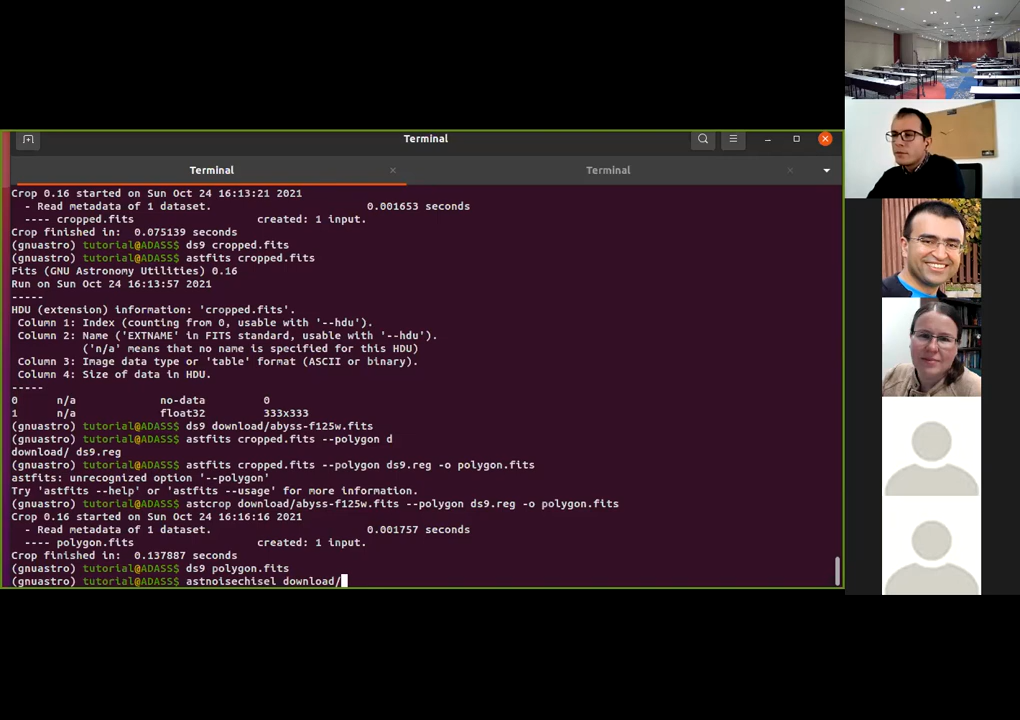 Terminal
Terminal
Terminal
Crop 0.16 started on Sun Oct 24 16:13:21 2021
- Read metadata of 1 dataset. 0.001653 seconds
---- cropped.fits created: 1 input.
Crop finished in: 0.075139 seconds
(gnuastro) tutorial@ADASS$ ds9 cropped.fits
(gnuastro) tutorial@ADASS$ astfits cropped.fits
Fits (GNU Astronomy Utilities) 0.16
Run on Sun Oct 24 16:13:57 2021
-----
HDU (extension) information: 'cropped.fits'.
Column 1: Index (counting from 0, usable with '--hdu').
Column 2: Name ('EXTNAME' in FITS standard, usable with '--hdu').
('n/a' means that no name is specified for this HDU)
Column 3: Image data type or 'table' format (ASCII or binary).
Column 4: Size of data in HDU.
-----
0 n/a no-data 0
1 n/a float32 333x333
(gnuastro) tutorial@ADASS$ ds9 download/abyss-f125w.fits
(gnuastro) tutorial@ADASS$ astfits cropped.fits --polygon d
download/ ds9.reg
(gnuastro) tutorial@ADASS$ astfits cropped.fits --polygon ds9.reg -o polygon.fits
astfits: unrecognized option '--polygon'
Try 'astfits --help' or 'astfits --usage' for more information.
(gnuastro) tutorial@ADASS$ astcrop download/abyss-f125w.fits --polygon ds9.reg -o polygon.fits
Crop 0.16 started on Sun Oct 24 16:16:16 2021
- Read metadata of 1 dataset. 0.001757 seconds
---- polygon.fits created: 1 input.
Crop finished in: 0.137887 seconds
(gnuastro) tutorial@ADASS$ ds9 polygon.fits
(gnuastro) tutorial@ADASS$ astnoisechisel download/